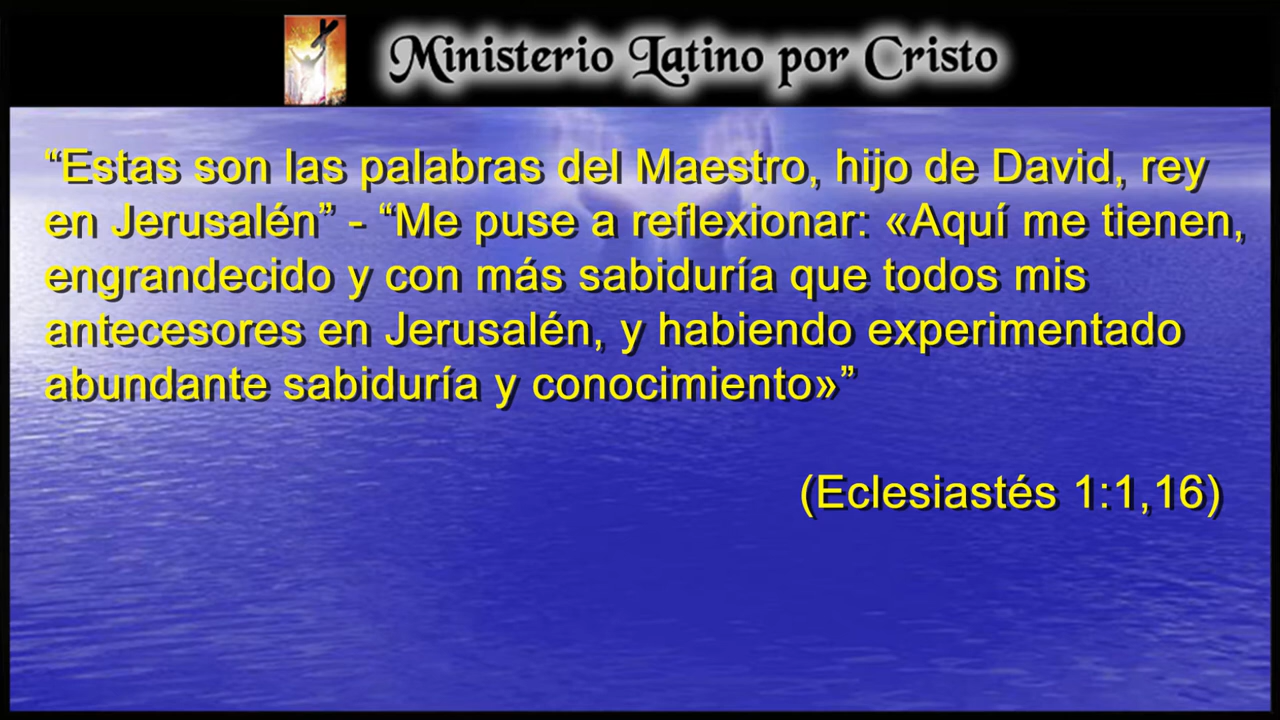 Ministerio Latino por Cristo
“Estas son las palabras del Maestro, hijo de David, rey
en Jerusalén” - “Me puse a reflexionar: «Aquí me tienen,
engrandecido y con más sabiduría que todos mis
antecesores en Jerusalén, y habiendo experimentado
abundante sabiduría y conocimiento»”
(Eclesiastés 1:1,16)